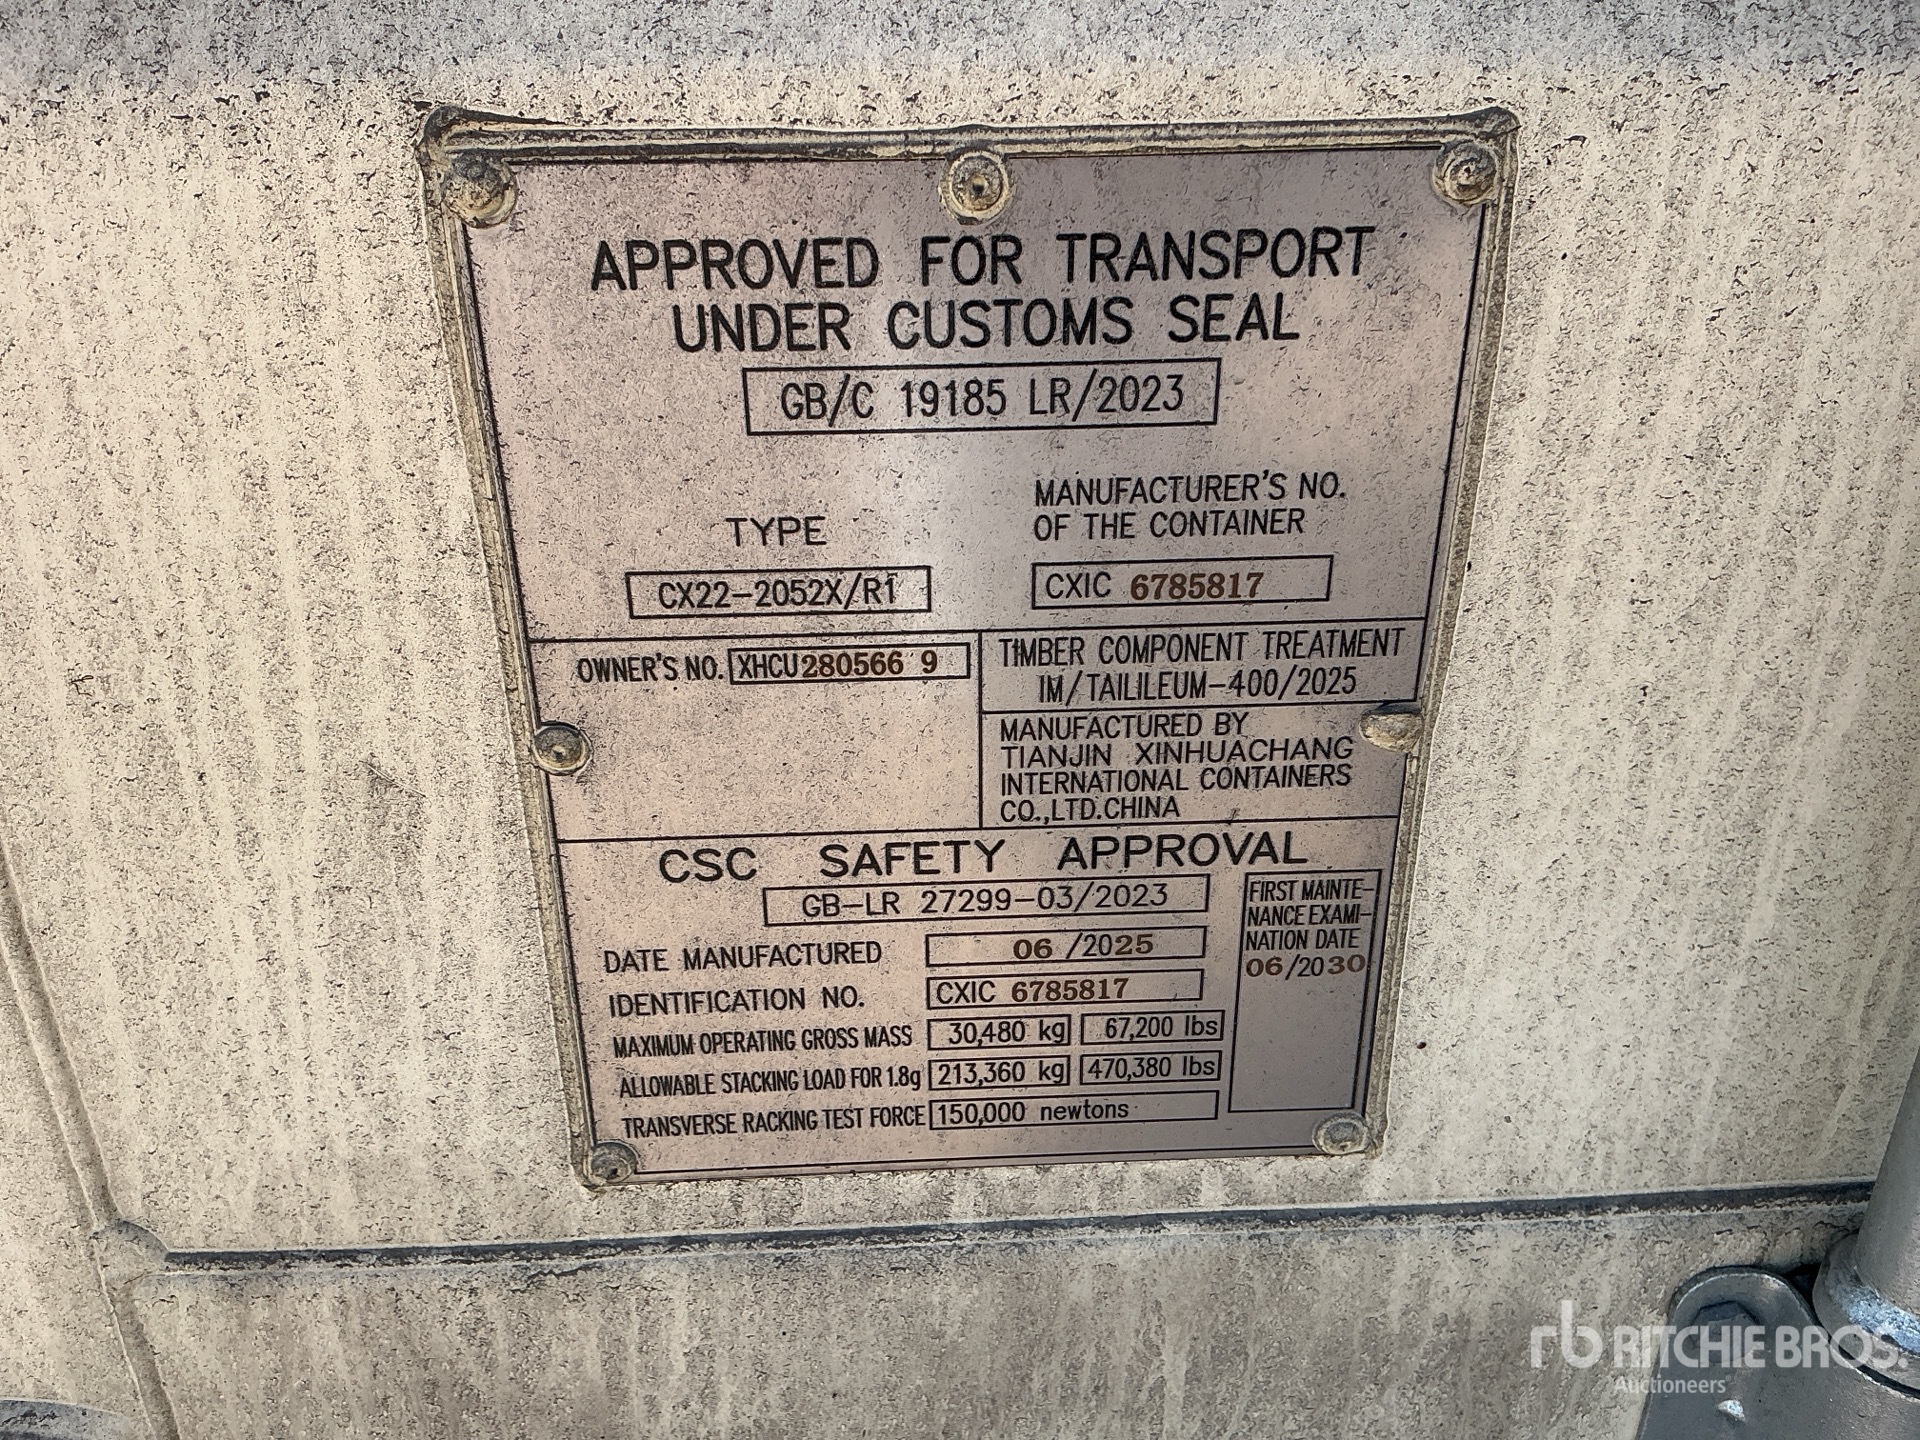 APPROVED FOR TRANSPORT
UNDER CUSTOMS SEAL
GB/C 19185 LR/2023
TYPE
CX22-2052X/R1
MANUFACTURER'S NO.
OF THE CONTAINER
CXIC 6785817
OWNER'S NO. XHCU280566 9
TIMBER COMPONENT TREATMENT
IM/TAILILEUM-400/2025
MANUFACTURED BY
TIANJIN XINHUACHANG
INTERNATIONAL CONTAINERS
CO.,LTD.CHINA
CSC SAFETY APPROVAL
GB-LR 27299-03/2023
DATE MANUFACTURED 06 /2025
IDENTIFICATION NO. CXIC 6785817
MAXIMUM OPERATING GROSS MASS 30,480 kg 67,200 lbs
ALLOWABLE STACKING LOAD FOR 1.8g 213,360 kg 470,380 lbs
TRANSVERSE RACKING TEST FORCE 150,000 newtons
FIRST MAINTE-
NANCE EXAMI-
NATION DATE
06/2030
rb RITCHIE BROS.
Auctioneers